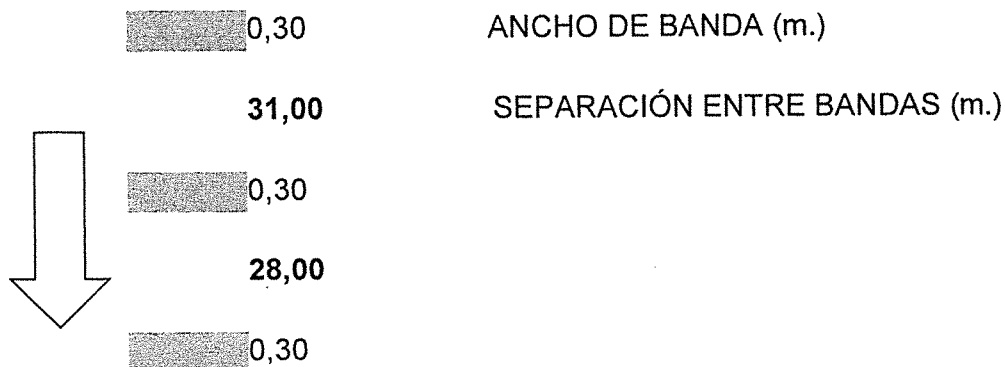 0,30 ANCHO DE BANDA (m.)
31,00 SEPARACIÓN ENTRE BANDAS (m.)
0,30
28,00
0,30